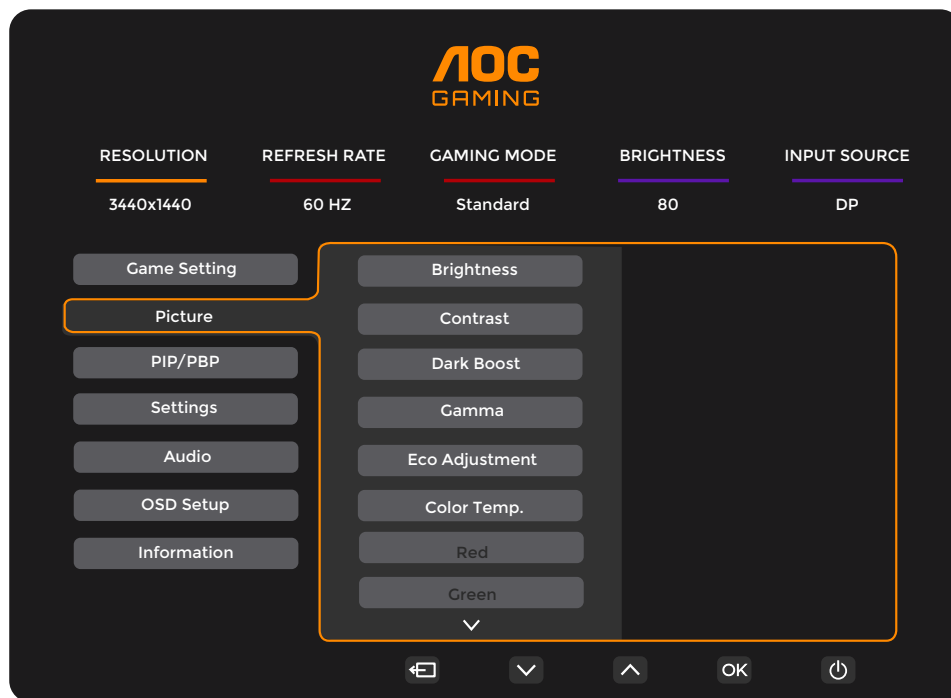 AOC
GAMING
RESOLUTION REFRESH RATE GAMING MODE BRIGHTNESS INPUT SOURCE
3440x1440 60 HZ Standard 80 DP
Game Setting
Picture
PIP/PBP
Settings
Audio
OSD Setup
Information
Brightness
Contrast
Dark Boost
Gamma
Eco Adjustment
Color Temp.
Red
Green
OK